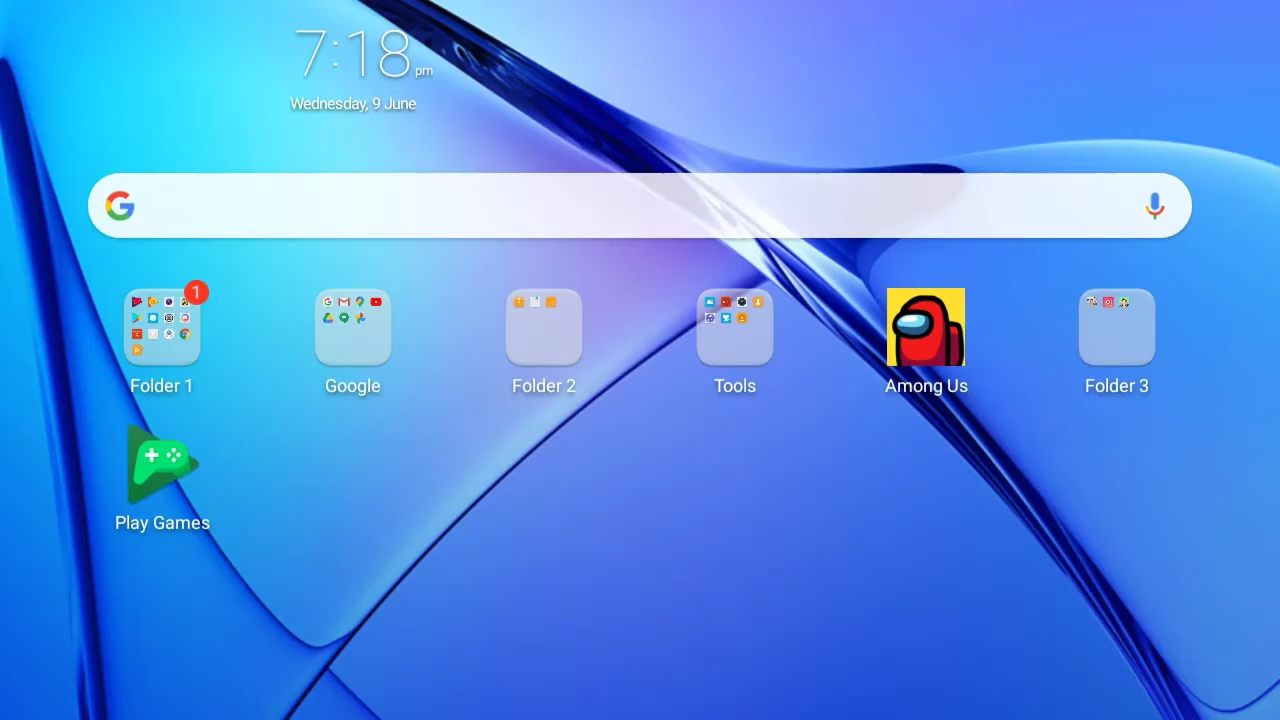 7:18 pm
Wednesday, 9 June
1
Folder 1
Google
Folder 2
Tools
Among Us
Folder 3
Play Games